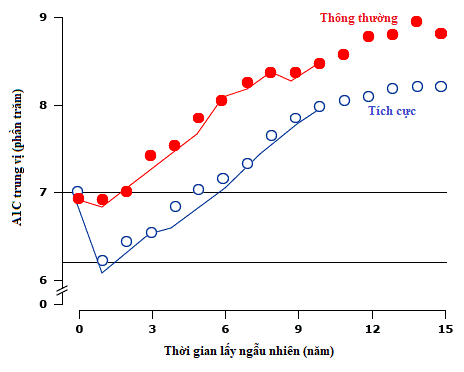 9
Thông thường
8
Tích cực
A1C trung vị (phần trăm)
7
6
0
0 3 6 9 12 15
Thời gian lấy ngẫu nhiên (năm)